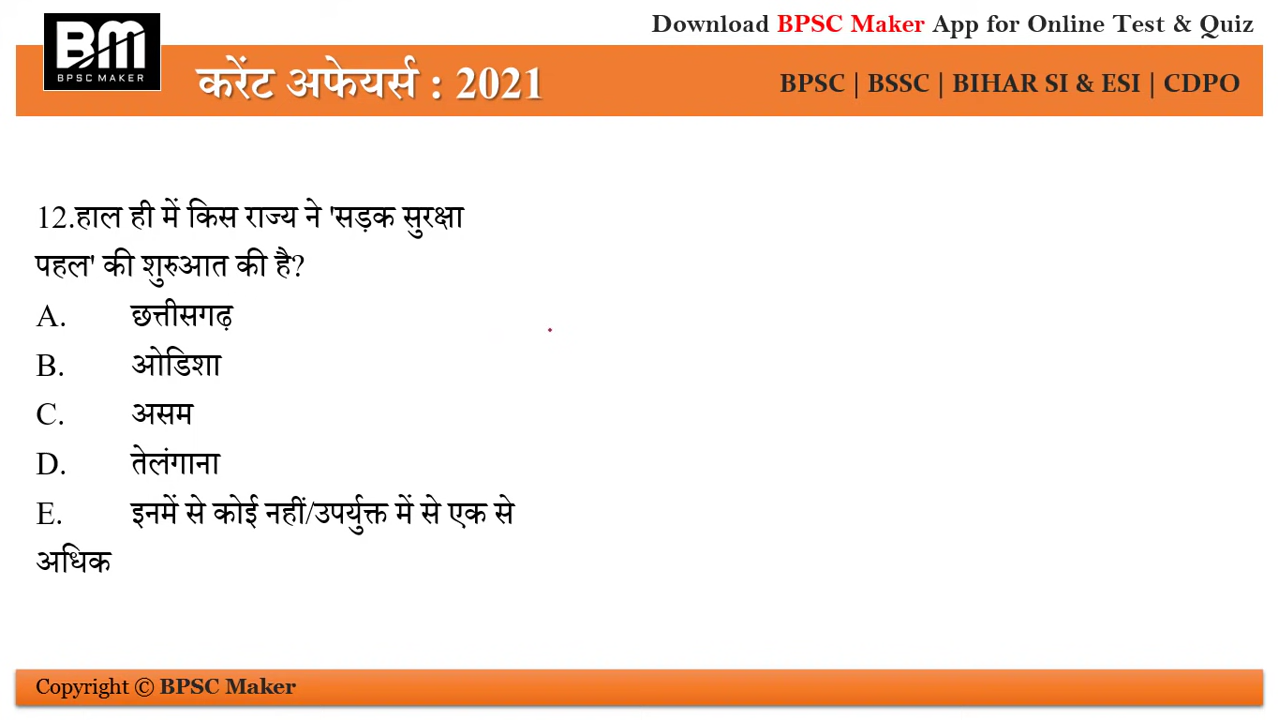 Download BPSC Maker App for Online Test & Quiz
BM
BPSC MAKER
करेंट अफेयर्स : 2021
BPSC | BSSC | BIHAR SI & ESI | CDPO
12.हाल ही में किस राज्य ने 'सड़क सुरक्षा
पहल' की शुरुआत की है?
A. छत्तीसगढ़
B. ओडिशा
C. असम
D. तेलंगाना
E. इनमें से कोई नहीं/उपर्युक्त में से एक से
अधिक
Copyright © BPSC Maker